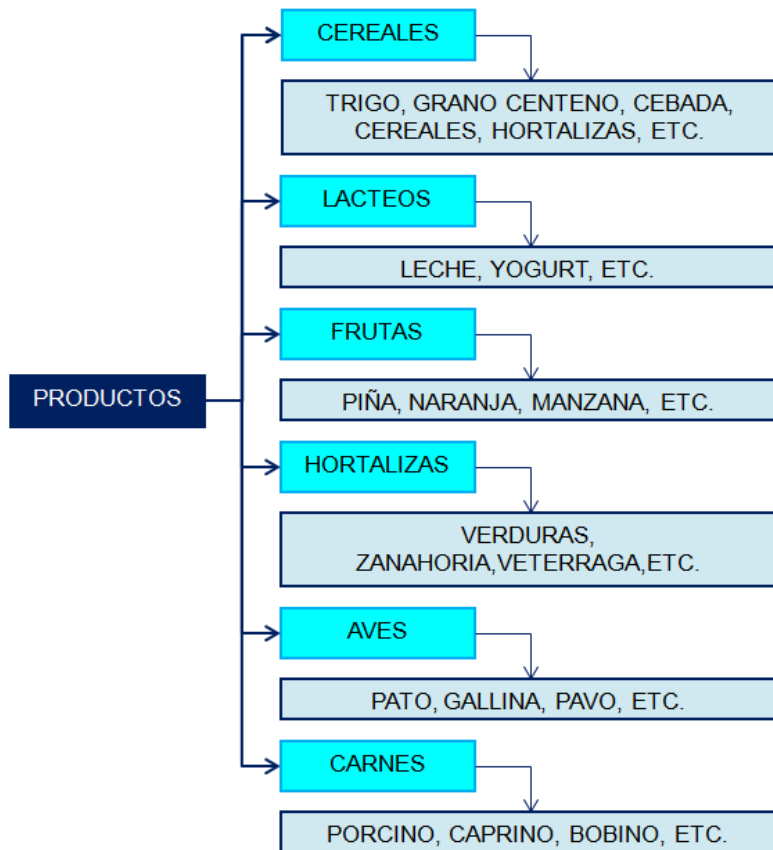 CEREALES
TRIGO, GRANO CENTENO, CEBADA,
CEREALES, HORTALIZAS, ETC.
LACTEOS
LECHE, YOGURT, ETC.
FRUTAS
PIÑA, NARANJA, MANZANA, ETC.
PRODUCTOS
HORTALIZAS
VERDURAS,
ZANAHORIA,VETERRAGA,ETC.
AVES
PATO, GALLINA, PAVO, ETC.
CARNES
PORCINO, CAPRINO, BOBINO, ETC.